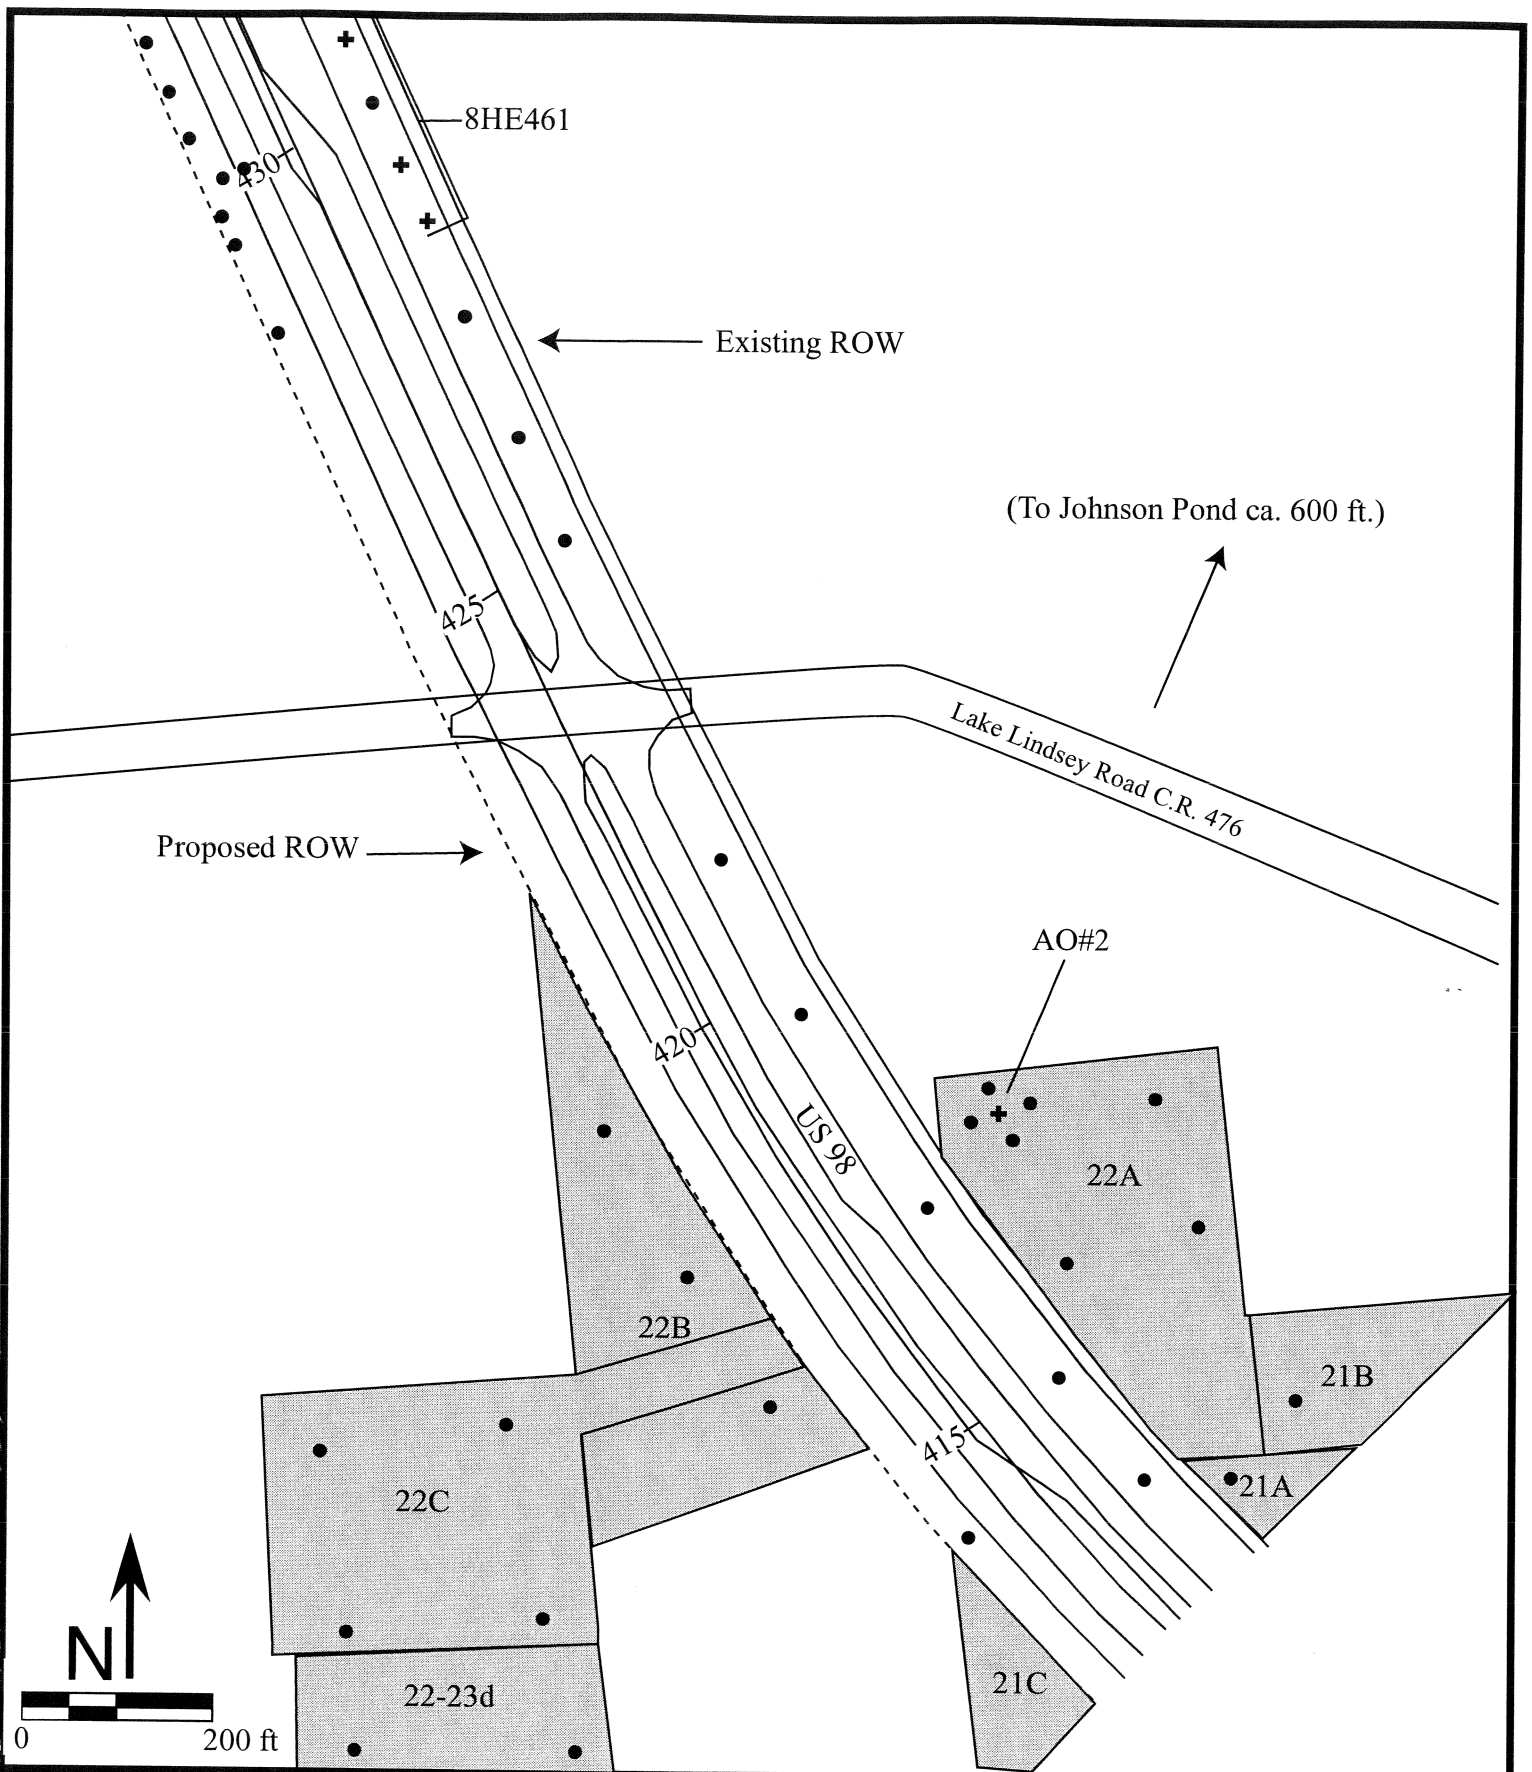 8HE461
430
Existing ROW
(To Johnson Pond ca. 600 ft.)
425
Lake Lindsey Road C.R. 476
Proposed ROW
AO#2
420
US 98
22A
22B
21B
415
21A
22C
N
21C
22-23d
0 200 ft